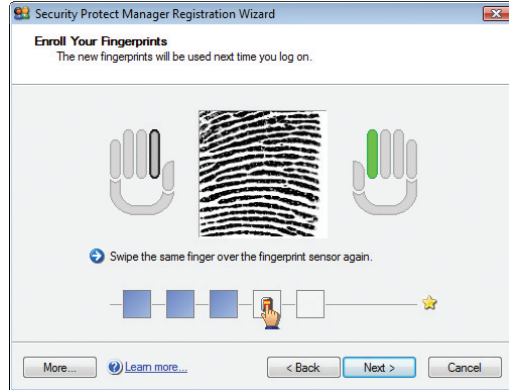 Security Protect Manager Registration Wizard
Enroll Your Fingerprints
The new fingerprints will be used next time you log on.
Swipe the same finger over the fingerprint sensor again.
More... Learn more... < Back Next > Cancel